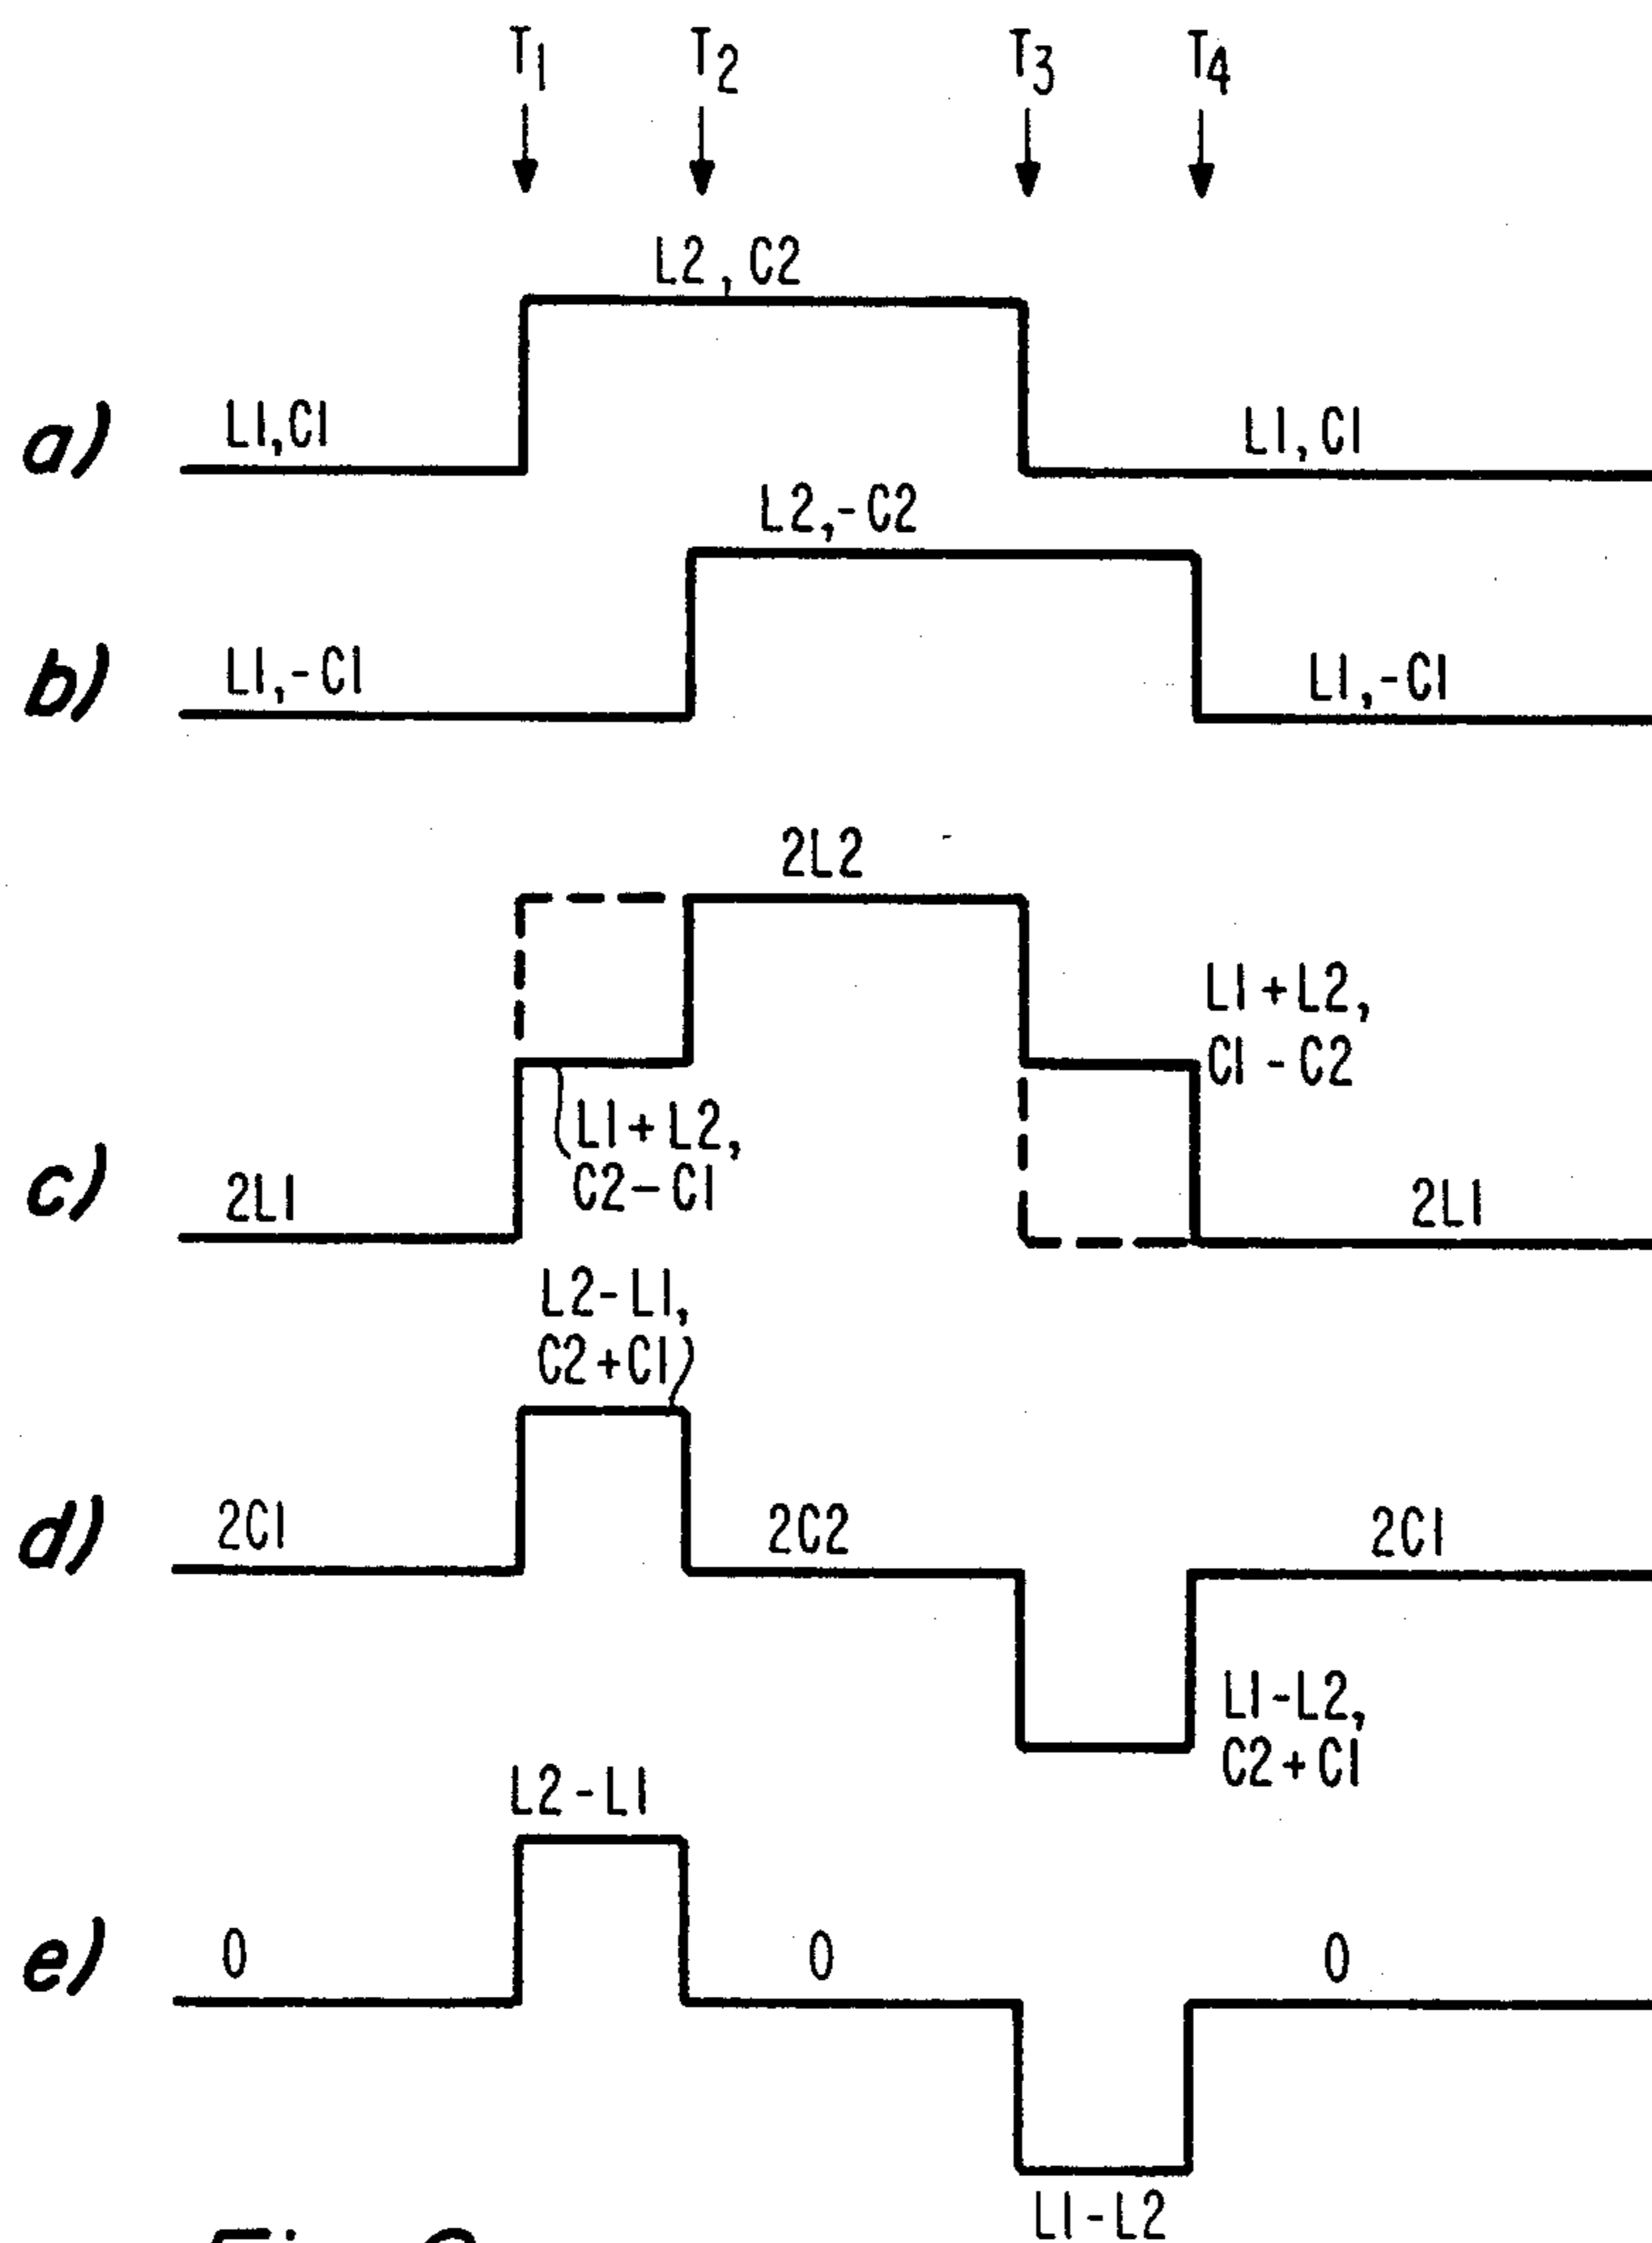 T1 T2 T3 T4
L2, C2
a) L1,C1 L1,C1
L2,-C2
b) L1,-C1 L1,-C1
2L2
L1+L2,
C1-C2
L1+L2,
C2-C1
c) 2L1 2L1
L2-L1,
C2+C1
d) 2C1 2C2 2C1
L1-L2,
C2+C1
L2-L1
e) 0 0 0
L1-L2